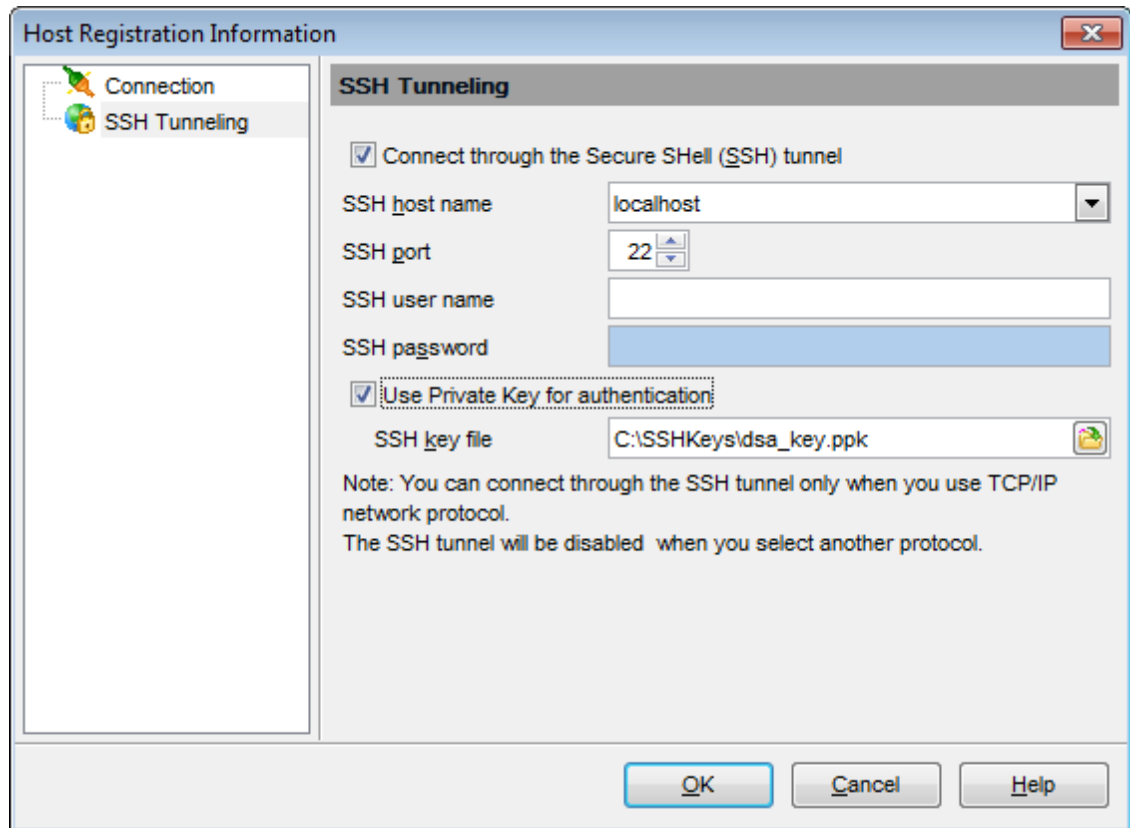 Host Registration Information
Connection
SSH Tunneling
SSH Tunneling
Connect through the Secure SHell (SSH) tunnel
SSH host name localhost
SSH port 22
SSH user name
SSH password
Use Private Key for authentication
SSH key file C:\SSHKeys\dsa_key.ppk
Note: You can connect through the SSH tunnel only when you use TCP/IP
network protocol.
The SSH tunnel will be disabled  when you select another protocol.
OK Cancel Help